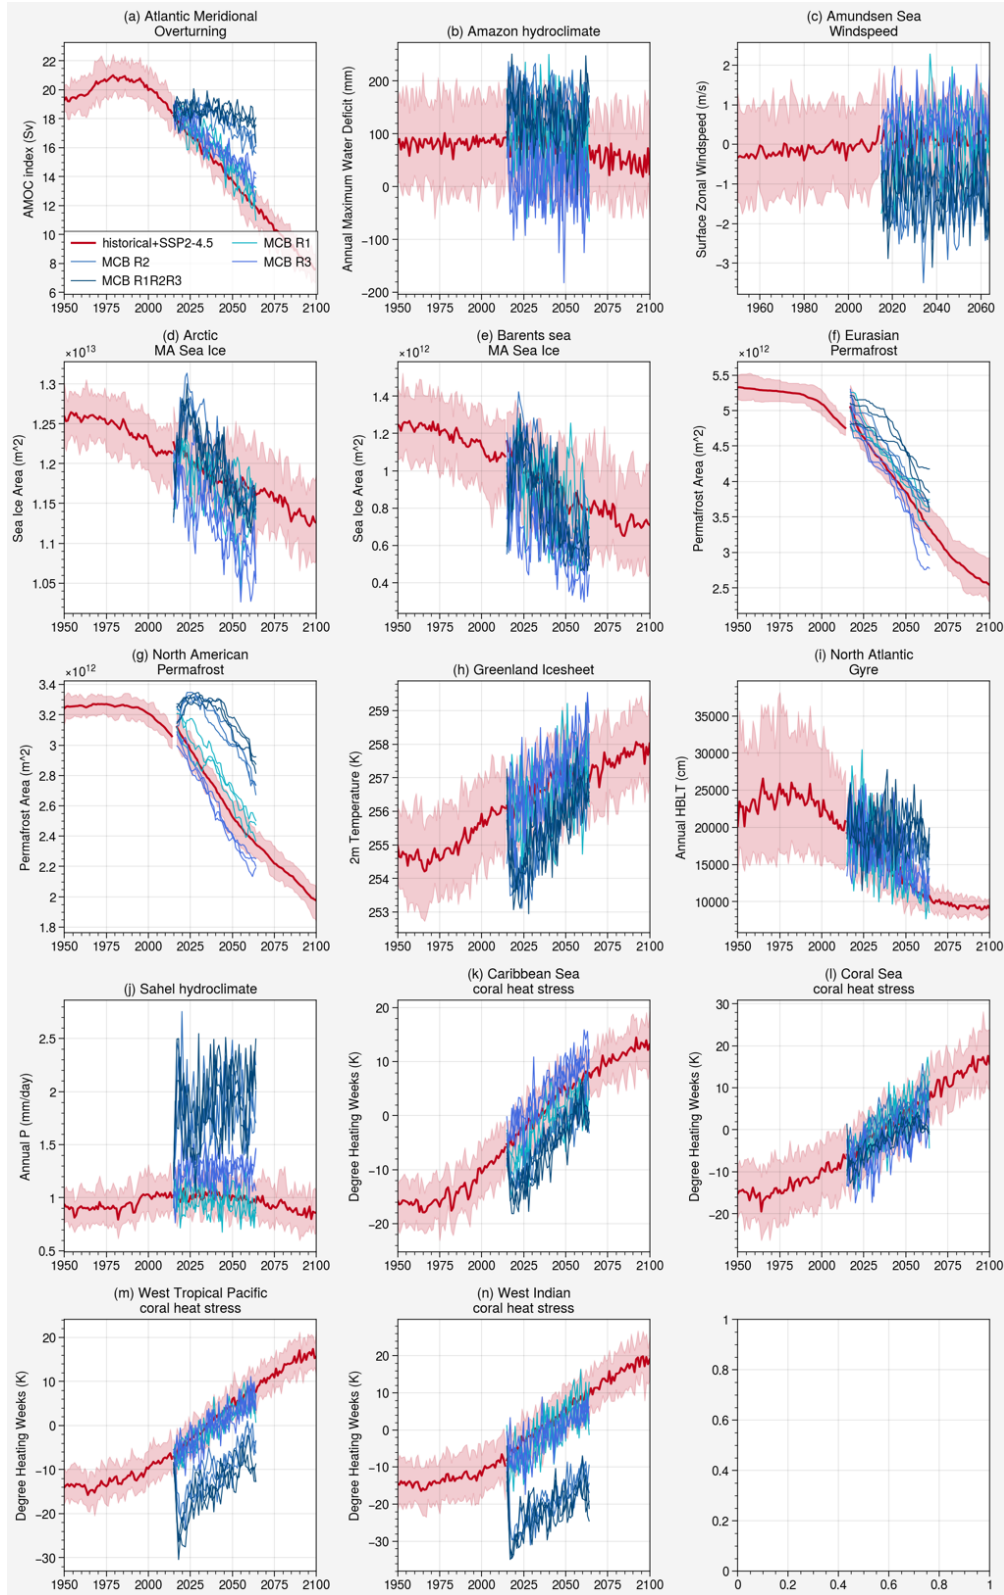 (a) Atlantic Meridional
Overturning
(b) Amazon hydroclimate
(c) Amundsen Sea
Windspeed
AMOC index (Sv)
22
20
18
16
14
12
10
8
6
historical+SSP2-4.5
MCB R2
MCB R1R2R3
MCB R1
MCB R3
1950 1975 2000 2025 2050 2075 2100
Annual Maximum Water Deficit (mm)
200
100
0
−100
−200
1950 1975 2000 2025 2050 2075 2100
Surface Zonal Windspeed (m/s)
2
1
0
−1
−2
−3
1960 1980 2000 2020 2040 2060
(d) Arctic
MA Sea Ice
(e) Barents sea
MA Sea Ice
(f) Eurasian
Permafrost
×10^13
Sea Ice Area (m^2)
1.3
1.25
1.2
1.15
1.1
1.05
1950 1975 2000 2025 2050 2075 2100
×10^12
Sea Ice Area (m^2)
1.4
1.2
1
0.8
0.6
0.4
1950 1975 2000 2025 2050 2075 2100
×10^12
Permafrost Area (m^2)
5.5
5
4.5
4
3.5
3
2.5
1950 1975 2000 2025 2050 2075 2100
(g) North American
Permafrost
(h) Greenland Icesheet
(i) North Atlantic
Gyre
×10^12
Permafrost Area (m^2)
3.4
3.2
3
2.8
2.6
2.4
2.2
2
1.8
1950 1975 2000 2025 2050 2075 2100
2m Temperature (K)
259
258
257
256
255
254
253
1950 1975 2000 2025 2050 2075 2100
Annual HBLT (cm)
35000
30000
25000
20000
15000
10000
1950 1975 2000 2025 2050 2075 2100
(j) Sahel hydroclimate
(k) Caribbean Sea
coral heat stress
(l) Coral Sea
coral heat stress
Annual P (mm/day)
2.5
2
1.5
1
0.5
1950 1975 2000 2025 2050 2075 2100
Degree Heating Weeks (K)
20
10
0
−10
−20
1950 1975 2000 2025 2050 2075 2100
Degree Heating Weeks (K)
30
20
10
0
−10
−20
1950 1975 2000 2025 2050 2075 2100
(m) West Tropical Pacific
coral heat stress
(n) West Indian
coral heat stress
Degree Heating Weeks (K)
20
10
0
−10
−20
−30
1950 1975 2000 2025 2050 2075 2100
Degree Heating Weeks (K)
20
10
0
−10
−20
−30
1950 1975 2000 2025 2050 2075 2100
1
0.8
0.6
0.4
0.2
0
0 0.2 0.4 0.6 0.8 1